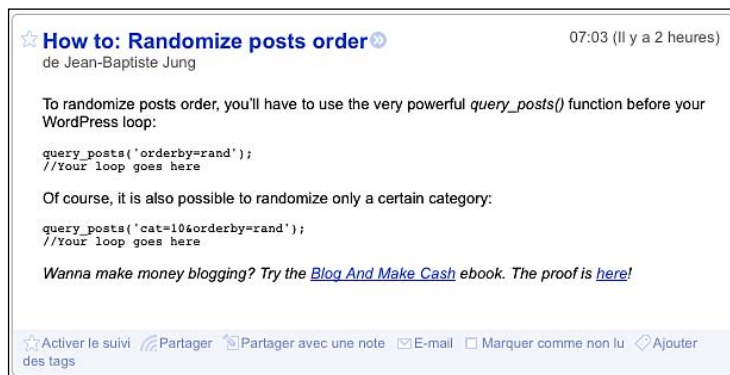 How to: Randomize posts order
07:03 (Il y a 2 heures)
de Jean-Baptiste Jung
To randomize posts order, you'll have to use the very powerful query_posts() function before your
WordPress loop:
query_posts('orderby=rand');
//Your loop goes here
Of course, it is also possible to randomize only a certain category:
query_posts('cat=10&orderby=rand');
//Your loop goes here
Wanna make money blogging? Try the Blog And Make Cash ebook. The proof is here!
Activer le suivi Partager Partager avec une note E-mail Marquer comme non lu Ajouter
des tags